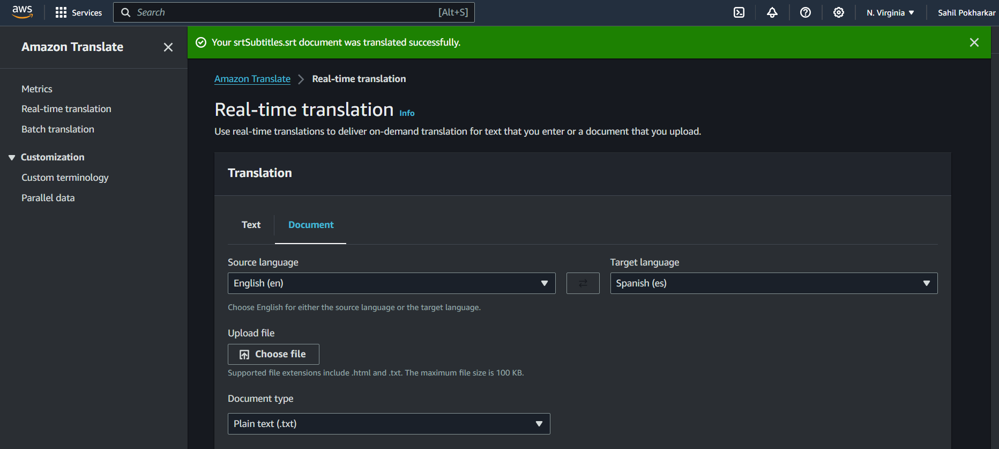 aws
Services
Search
[Alt+S]
N. Virginia
Sahil Pokharkar
Amazon Translate
Metrics
Real-time translation
Batch translation
Customization
Custom terminology
Parallel data
Your srtSubtitles.srt document was translated successfully.
Amazon Translate
Real-time translation
Real-time translation Info
Use real-time translations to deliver on-demand translation for text that you enter or a document that you upload.
Translation
Text
Document
Source language
English (en)
Target language
Spanish (es)
Choose English for either the source language or the target language.
Upload file
Choose file
Supported file extensions include .html and .txt. The maximum file size is 100 KB.
Document type
Plain text (.txt)